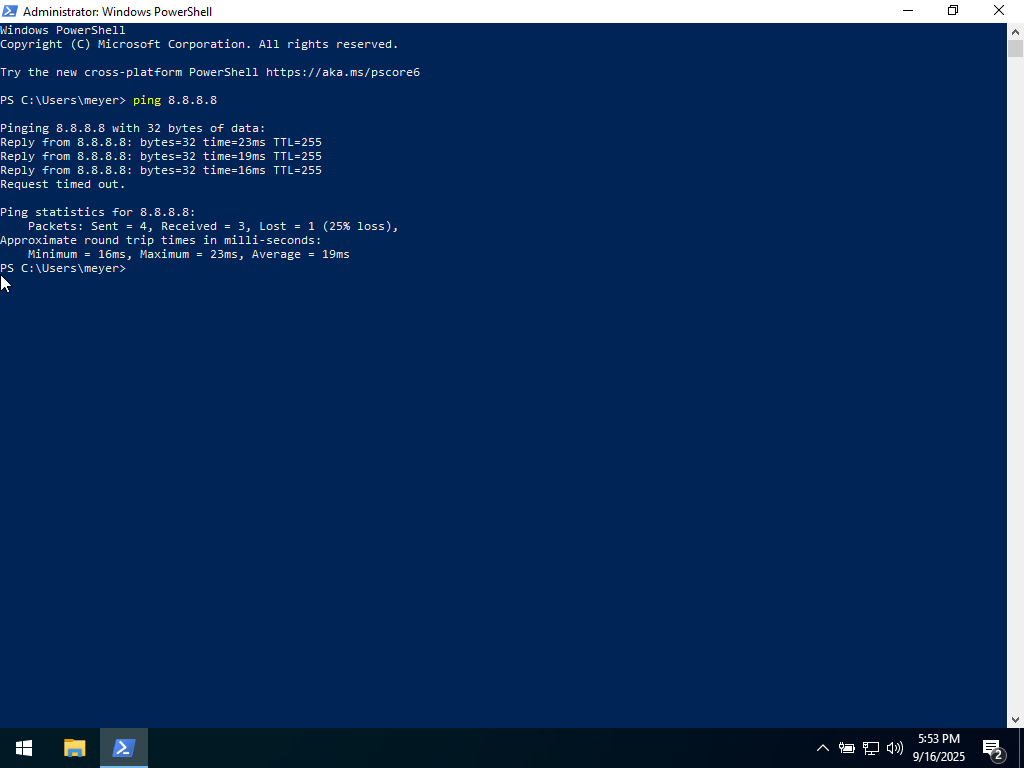 Administrator: Windows PowerShell
Windows PowerShell
Copyright (C) Microsoft Corporation. All rights reserved.
Try the new cross-platform PowerShell https://aka.ms/pscore6
PS C:\Users\meyer> ping 8.8.8.8
Pinging 8.8.8.8 with 32 bytes of data:
Reply from 8.8.8.8: bytes=32 time=23ms TTL=255
Reply from 8.8.8.8: bytes=32 time=19ms TTL=255
Reply from 8.8.8.8: bytes=32 time=16ms TTL=255
Request timed out.
Ping statistics for 8.8.8.8:
    Packets: Sent = 4, Received = 3, Lost = 1 (25% loss),
Approximate round trip times in milli-seconds:
    Minimum = 16ms, Maximum = 23ms, Average = 19ms
PS C:\Users\meyer>
5:53 PM
9/16/2025
2